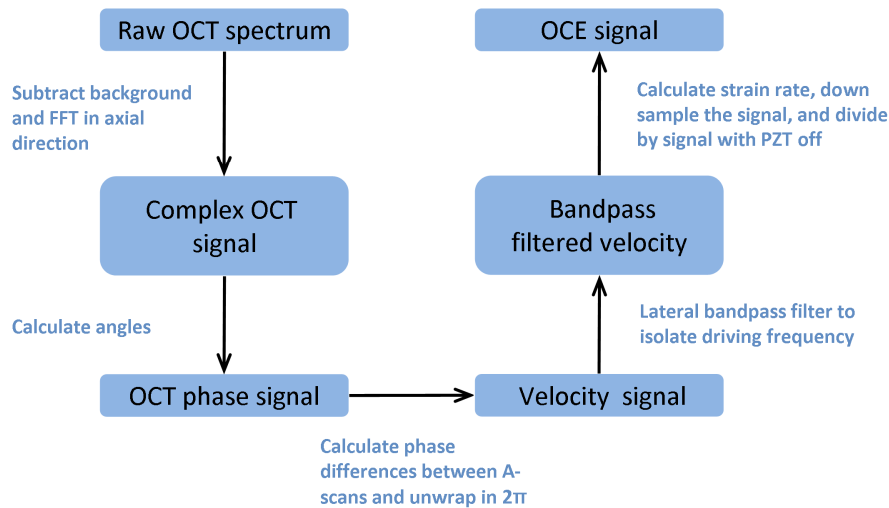 Raw OCT spectrum
Subtract background
and FFT in axial
direction
Complex OCT
signal
Calculate angles
OCT phase signal
Calculate phase
differences between A-
scans and unwrap in 2π
Velocity signal
Lateral bandpass filter to
isolate driving frequency
Bandpass
filtered velocity
Calculate strain rate, down
sample the signal, and divide
by signal with PZT off
OCE signal